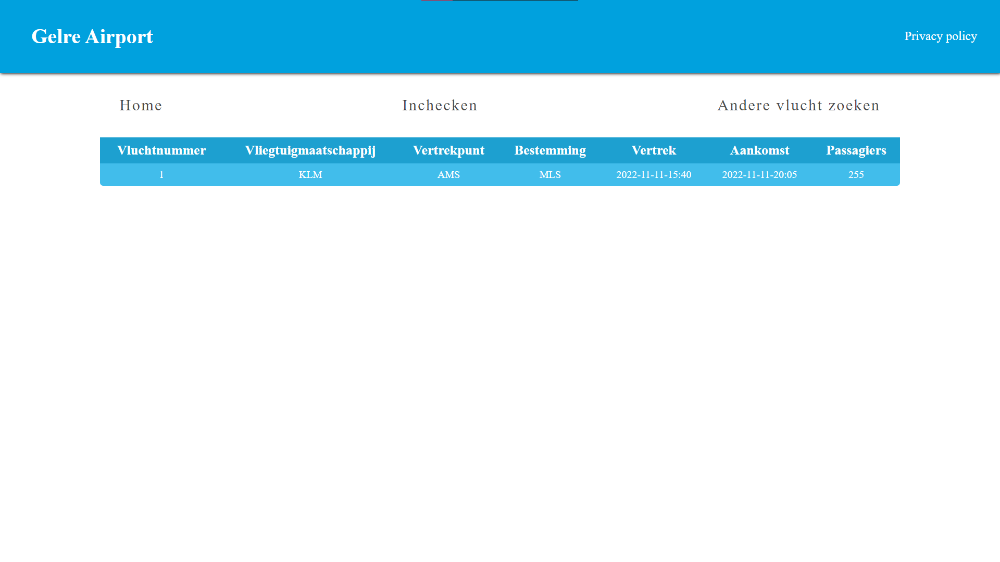 Gelre Airport Privacy policy
Home Inchecken Andere vlucht zoeken
Vluchtnummer Vliegtuigmaatschappij Vertrekpunt Bestemming Vertrek Aankomst Passagiers
1 KLM AMS MLS 2022-11-11-15:40 2022-11-11-20:05 255